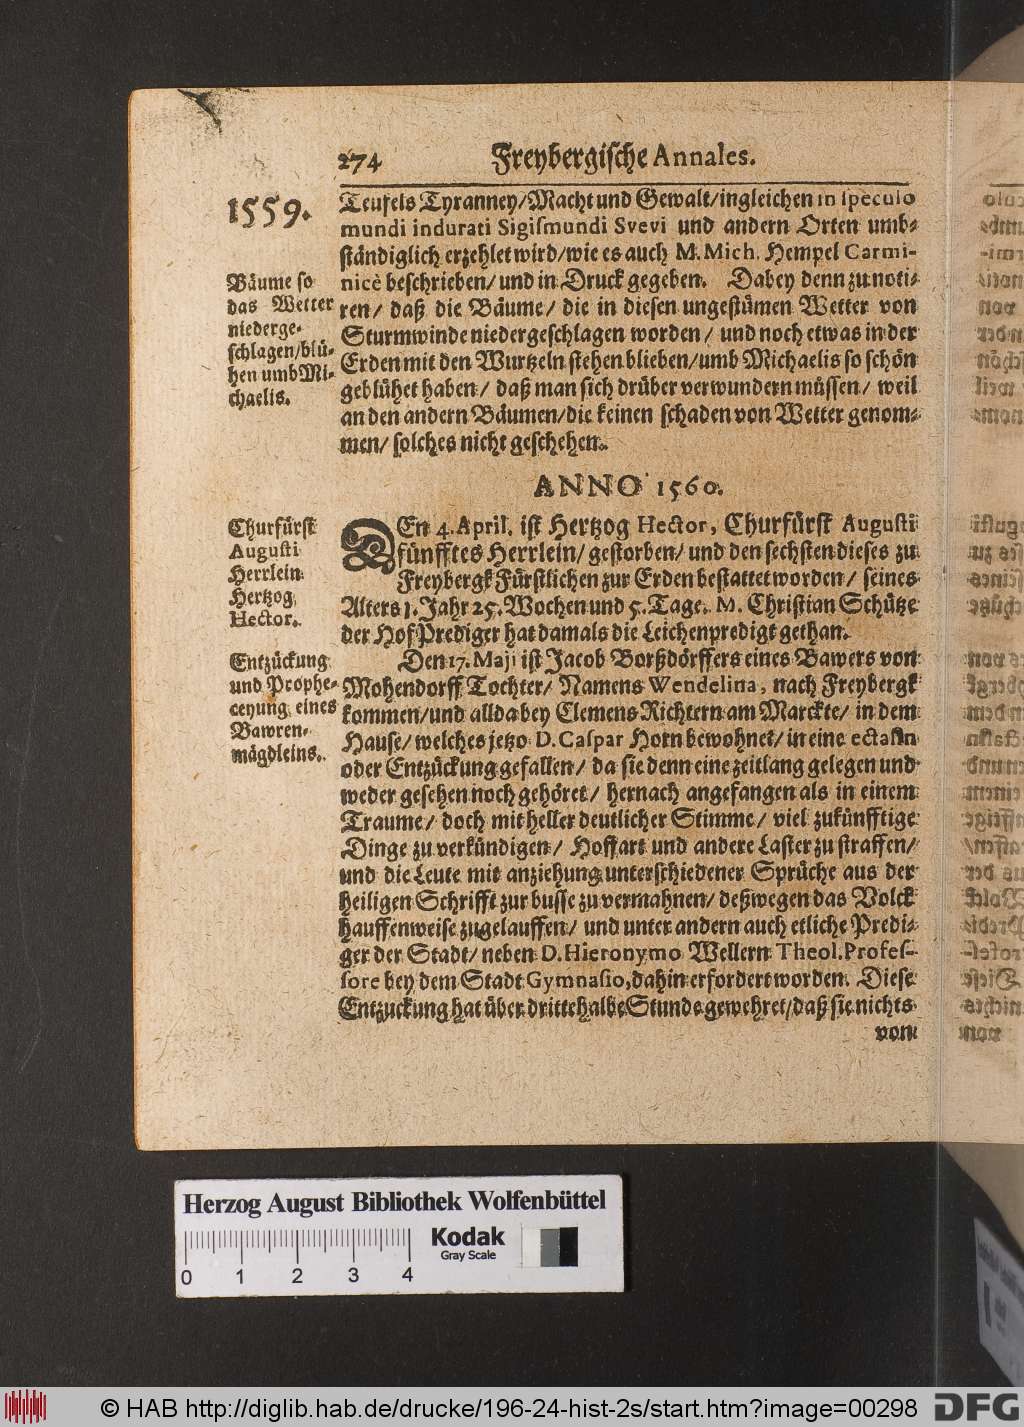 274 Freybergische Annales.
1559.
Teufels Tyranney/Macht und Gewalt/ingleichen in ſpeculo
mundi indurati Sigiſmundi Svevi und andern Orten umb-
ständiglich erzehlet wird/wie es auch M. Mich. Hempel Carmi-
nicè beschrieben/ und in Druck gegeben. Dabey denn zu noti-
ren/ daß die Bäume/ die in diesen ungestümen Wetter von
Sturmwinde niedergeschlagen worden/ und noch etwas in der
Erden mit den Wurtzeln stehen blieben/umb Michaelis so schön
geblühet haben/ daß man sich drüber verwundern müssen/ weil
an den andern Bäumen/die keinen schaden von Wetter genom-
men/ solches nicht geschehen.
Bäume so
das Wetter
niederge-
schlagen/blü-
hen umb Mi-
chaelis.
ANNO 1560.
DEn 4. April. ist Hertzog Hector, Churfürst Augusti
fünfftes Herrlein/ gestorben/ und den sechsten dieses zu
Freybergk Fürstlichen zur Erden bestattet worden/ seines
Alters 1. Jahr 25. Wochen und 5. Tage. M. Christian Schütze
der Hof Prediger hat damals die Leichenpredigt gethan.
Churfürst
Augusti
Herrlein
Hertzog
Hector.
Den 17. Maji ist Jacob Borßdörffers eines Bawers von
Mohendorff Tochter/ Namens Wendelina, nach Freybergk
kommen/und allda bey Clemens Richtern am Marckte/ in dem
Hause/ welches jetzo D. Caſpar Horn bewohnet/ in eine ectaſin
oder Entzückung gefallen/ da sie denn eine zeitlang gelegen und
weder gesehen noch gehöret/ hernach angefangen als in einem
Traume/ doch mit heller deutlicher Stimme/ viel zukünfftige
Dinge zu verkündigen/ Hoffart und andere Laster zu straffen/
und die Leute mit anziehung unterschiedener Sprüche aus der
heiligen Schrifft zur busse zu vermahnen/ deßwegen das Volck
hauffenweise zugelauffen/ und unter andern auch etliche Predi-
ger der Stadt/ neben D. Hieronymo Wellern Theol. Profeſ-
ſore bey dem Stadt Gymnaſio, dahin erfordert worden. Diese
Entzuckung hat über drittehalbe Stunde gewehret/daß sie nichts
von
Entzückung
und Prophe-
ceyung eines
Bawren-
mägdleins.
Herzog August Bibliothek Wolfenbüttel
Kodak
Gray Scale
0 1 2 3 4
© HAB http://diglib.hab.de/drucke/196-24-hist-2s/start.htm?image=00298
DFG